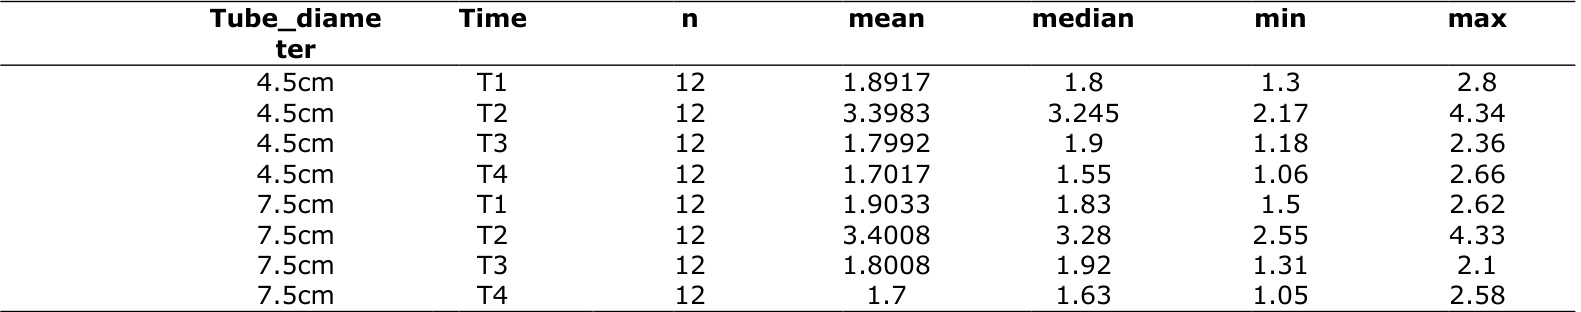 Tube_diame Time n mean median min max
ter
4.5cm T1 12 1.8917 1.8 1.3 2.8
4.5cm T2 12 3.3983 3.245 2.17 4.34
4.5cm T3 12 1.7992 1.9 1.18 2.36
4.5cm T4 12 1.7017 1.55 1.06 2.66
7.5cm T1 12 1.9033 1.83 1.5 2.62
7.5cm T2 12 3.4008 3.28 2.55 4.33
7.5cm T3 12 1.8008 1.92 1.31 2.1
7.5cm T4 12 1.7 1.63 1.05 2.58